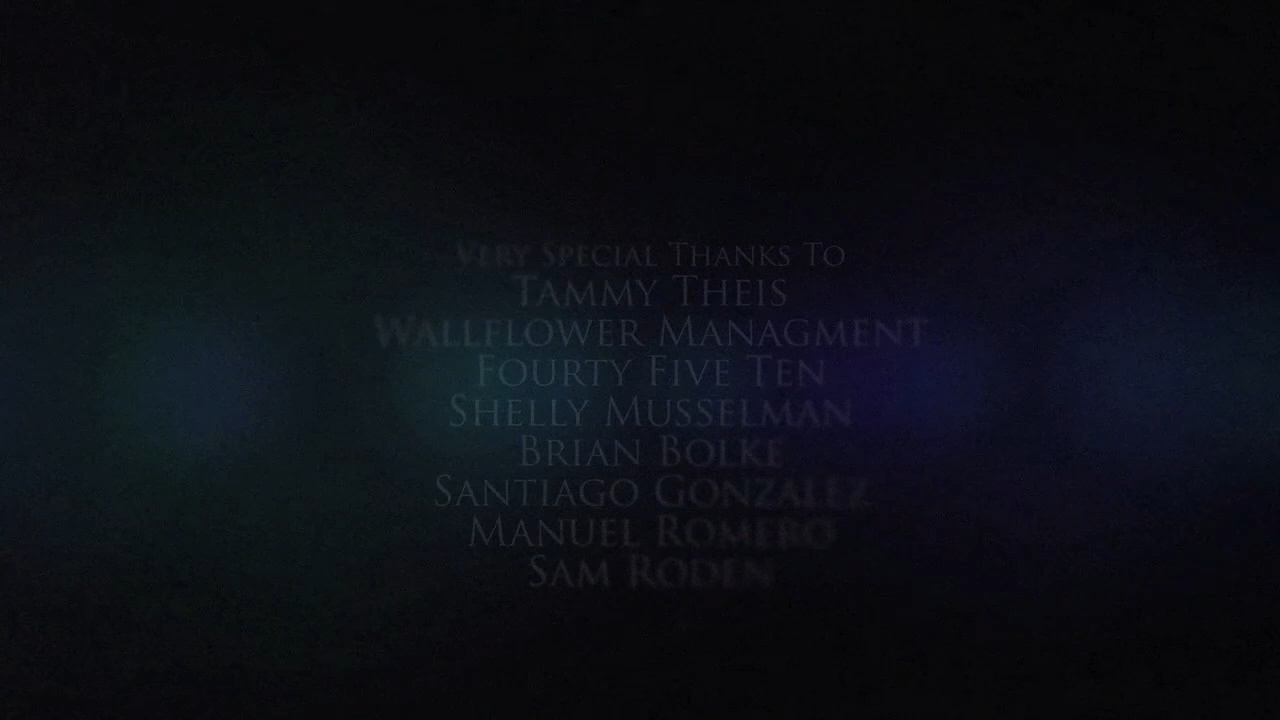 Very Special Thanks To
Tammy Theis
Wallflower Managment
Fourty Five Ten
Shelly Musselman
Brian Bolke
Santiago Gonzalez
Manuel Romero
Sam Roden